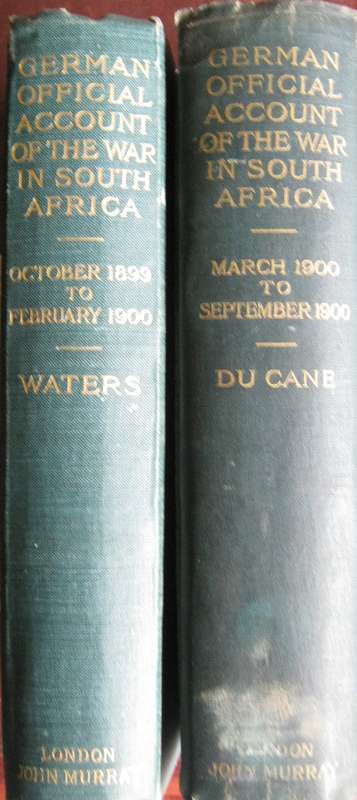 GERMAN
OFFICIAL
ACCOUNT
OF THE WAR
IN SOUTH
AFRICA
OCTOBER 1899
TO
FEBRUARY 1900
WATERS
LONDON
JOHN MURRAY
GERMAN
OFFICIAL
ACCOUNT
OF THE WAR
IN SOUTH
AFRICA
MARCH 1900
TO
SEPTEMBER 1900
DU CANE
LONDON
JOHN MURRAY